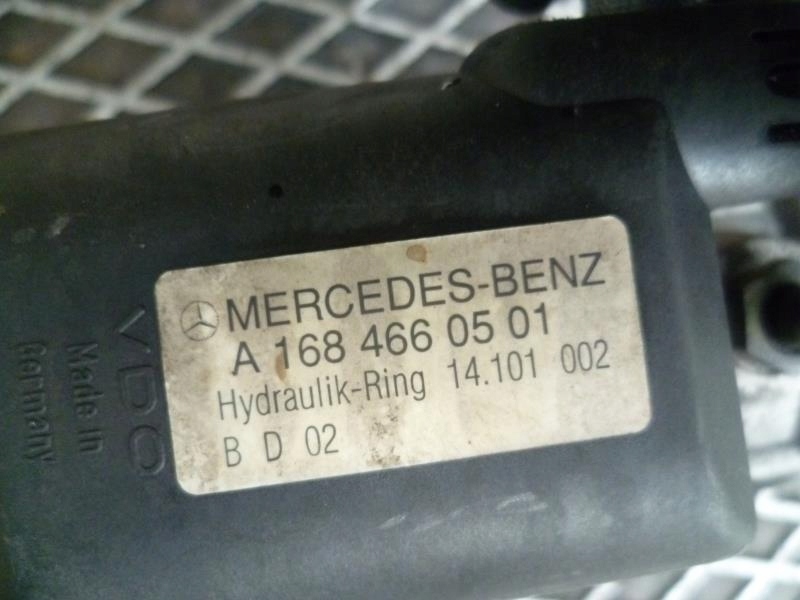 MERCEDES-BENZ
A 168 466 05 01
Hydraulik-Ring 14.101 002
B D 02
VDO
Made in
Germany